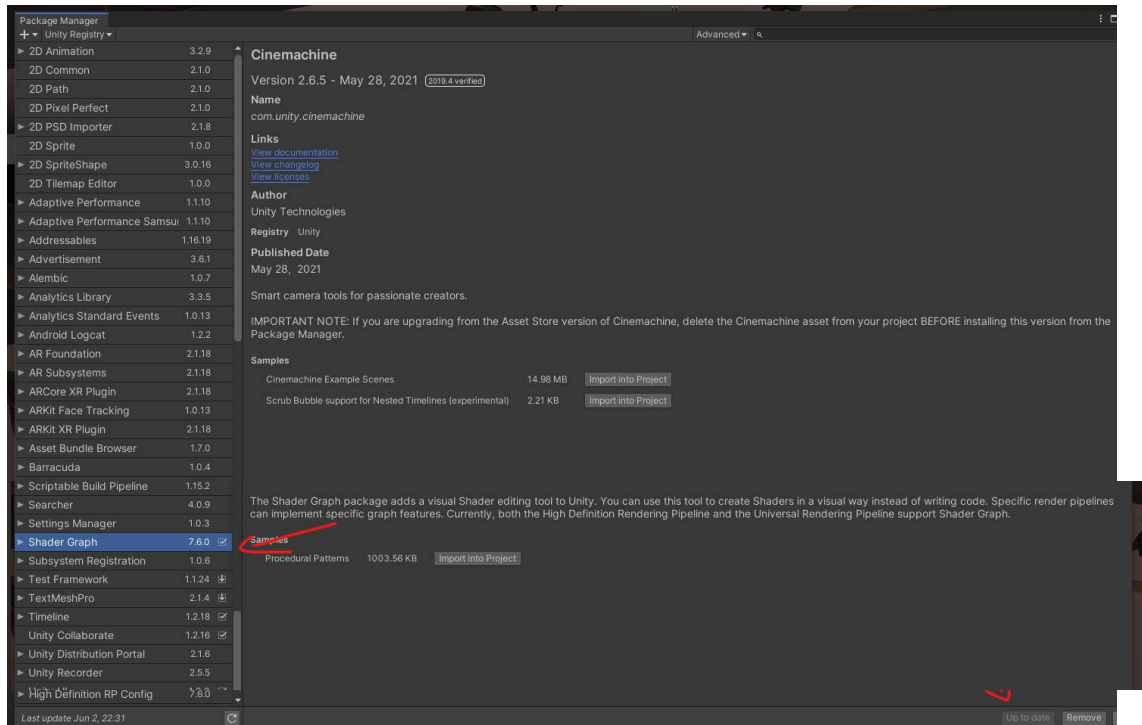 Package Manager
Unity Registry
Advanced
2D Animation 3.2.9
2D Common 2.1.0
2D Path 2.1.0
2D Pixel Perfect 2.1.0
2D PSD Importer 2.1.8
2D Sprite 1.0.0
2D SpriteShape 3.0.16
2D Tilemap Editor 1.0.0
Adaptive Performance 1.1.10
Adaptive Performance Samsu 1.1.10
Addressables 1.16.19
Advertisement 3.6.1
Alembic 1.0.7
Analytics Library 3.3.5
Analytics Standard Events 1.0.13
Android Logcat 1.2.2
AR Foundation 2.1.18
AR Subsystems 2.1.18
ARCore XR Plugin 2.1.18
ARKit Face Tracking 1.0.13
ARKit XR Plugin 2.1.18
Asset Bundle Browser 1.7.0
Barracuda 1.0.4
Scriptable Build Pipeline 1.15.2
Searcher 4.0.9
Settings Manager 1.0.3
Shader Graph 7.6.0
Subsystem Registration 1.0.6
Test Framework 1.1.24
TextMeshPro 2.1.4
Timeline 1.2.18
Unity Collaborate 1.2.16
Unity Distribution Portal 2.1.6
Unity Recorder 2.5.5
High Definition RP Config 7.6.0
Last update Jun 2, 22:31
Cinemachine
Version 2.6.5 - May 28, 2021 2019.4 verified
Name
com.unity.cinemachine
Links
View documentation
View changelog
View licenses
Author
Unity Technologies
Registry Unity
Published Date
May 28, 2021
Smart camera tools for passionate creators.
IMPORTANT NOTE: If you are upgrading from the Asset Store version of Cinemachine, delete the Cinemachine asset from your project BEFORE installing this version from the
Package Manager.
Samples
Cinemachine Example Scenes 14.98 MB Import into Project
Scrub Bubble support for Nested Timelines (experimental) 2.21 KB Import into Project
The Shader Graph package adds a visual Shader editing tool to Unity. You can use this tool to create Shaders in a visual way instead of writing code. Specific render pipelines
can implement specific graph features. Currently, both the High Definition Rendering Pipeline and the Universal Rendering Pipeline support Shader Graph.
Samples
Procedural Patterns 1003.56 KB Import into Project
Up to date Remove